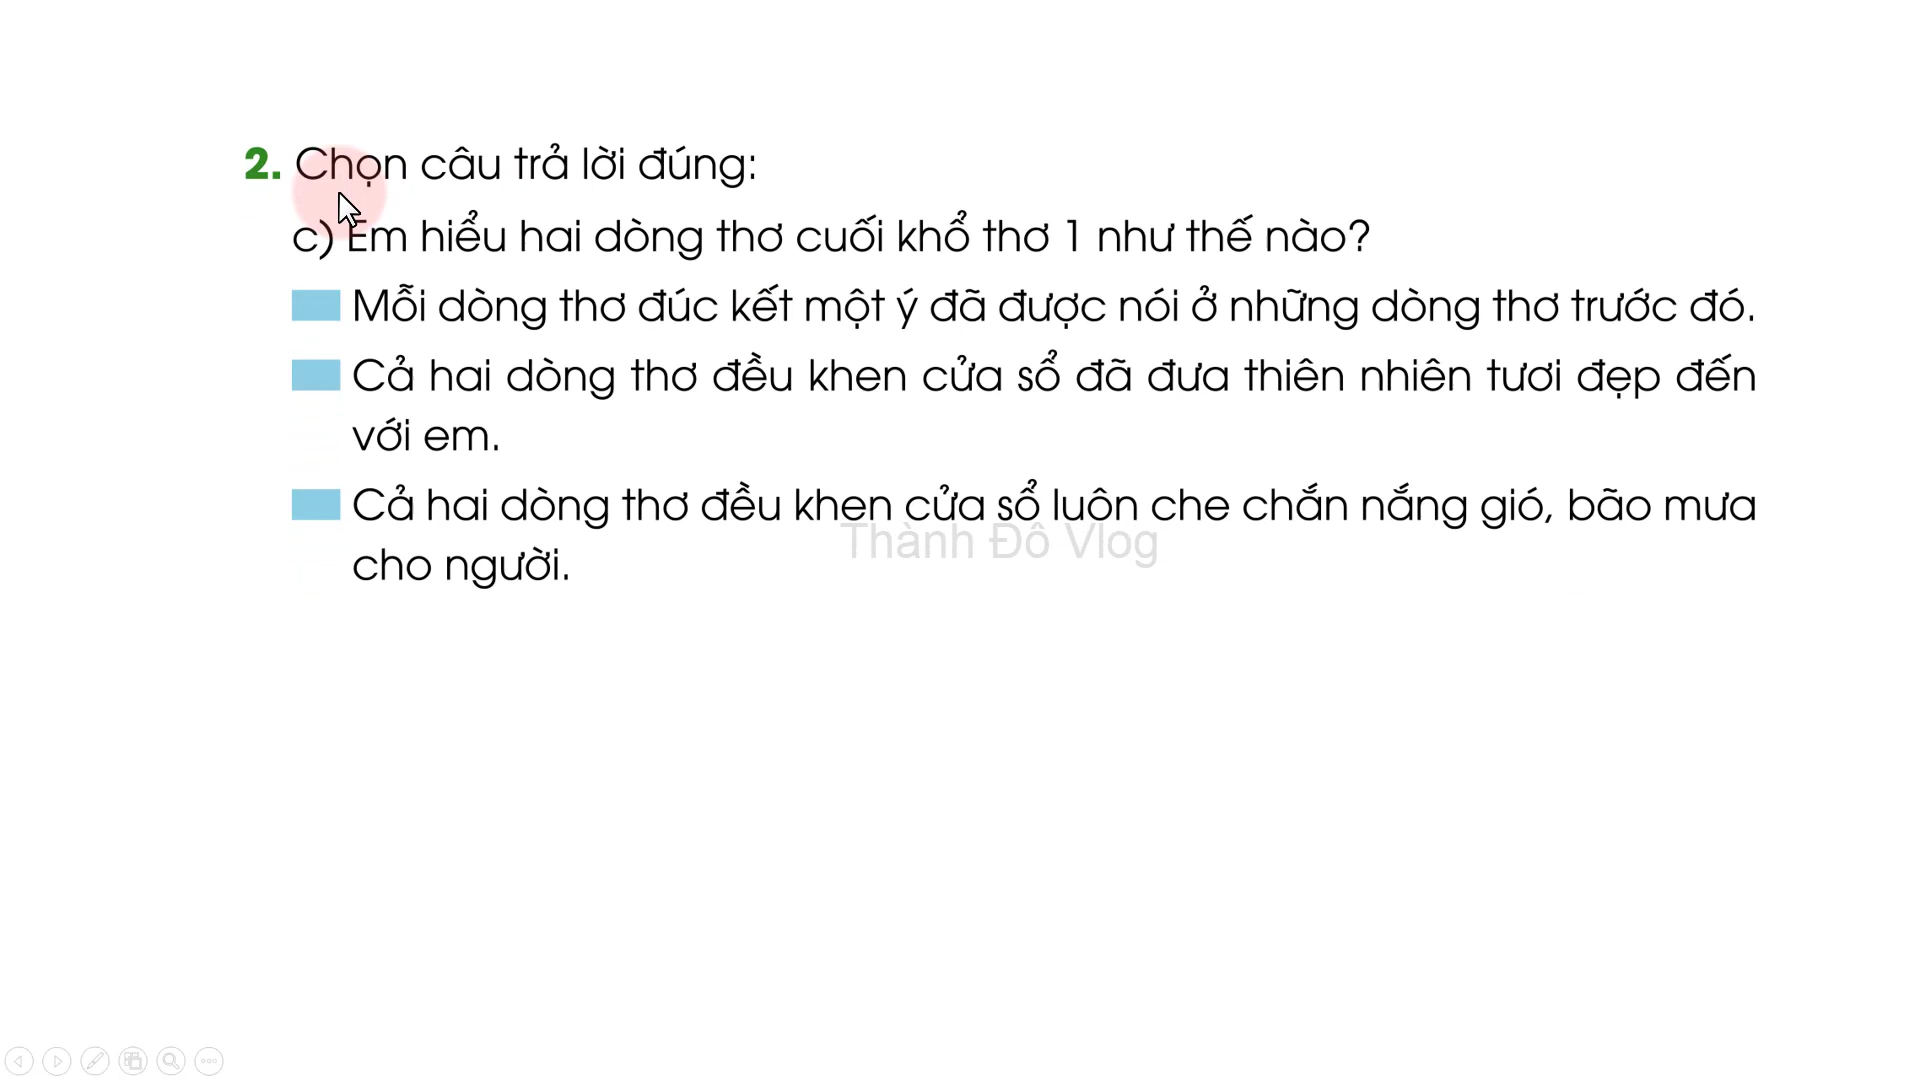 2. Chọn câu trả lời đúng:
c) Em hiểu hai dòng thơ cuối khổ thơ 1 như thế nào?
Mỗi dòng thơ đúc kết một ý đã được nói ở những dòng thơ trước đó.
Cả hai dòng thơ đều khen cửa sổ đã đưa thiên nhiên tươi đẹp đến
với em.
Cả hai dòng thơ đều khen cửa sổ luôn che chắn nắng gió, bão mưa
cho người.
Thành Đô Vlog